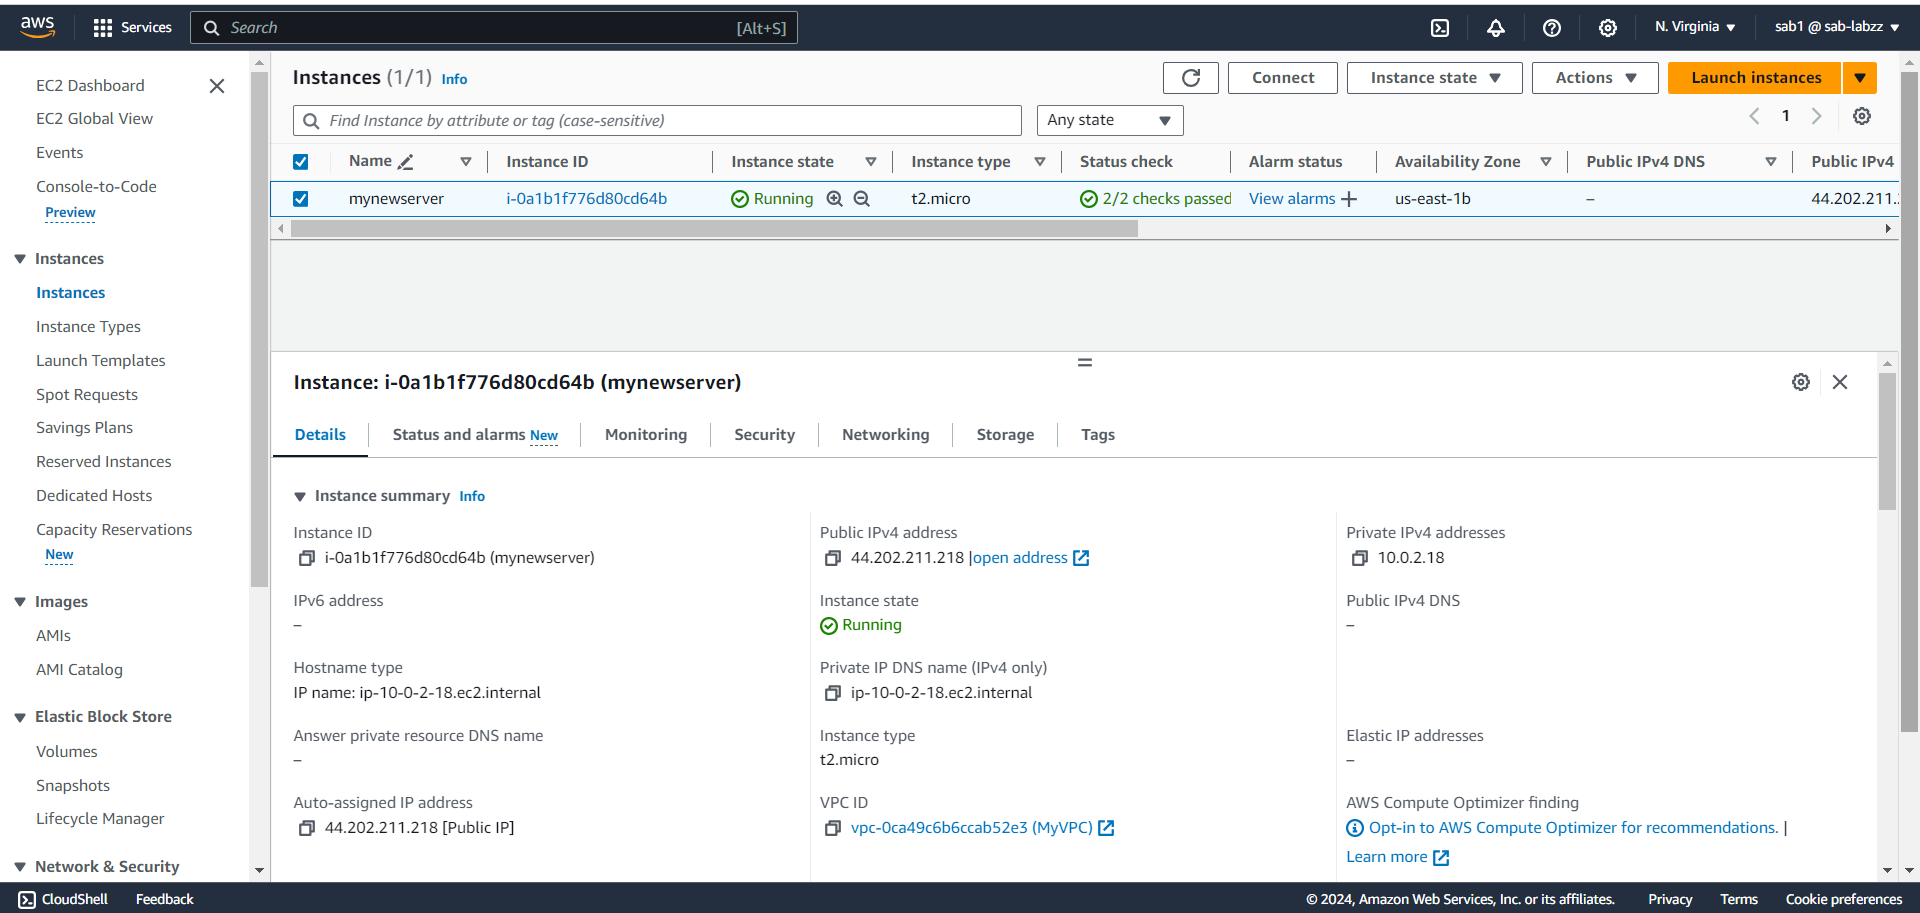 aws Services Search [Alt+S] N. Virginia sab1 @ sab-labzz
EC2 Dashboard
EC2 Global View
Events
Console-to-Code
Preview
Instances
Instances
Instance Types
Launch Templates
Spot Requests
Savings Plans
Reserved Instances
Dedicated Hosts
Capacity Reservations
New
Images
AMIs
AMI Catalog
Elastic Block Store
Volumes
Snapshots
Lifecycle Manager
Network & Security
Instances (1/1) Info Connect Instance state Actions Launch instances
Find Instance by attribute or tag (case-sensitive) Any state 1
Name Instance ID Instance state Instance type Status check Alarm status Availability Zone Public IPv4 DNS Public IPv4
mynewserver i-0a1b1f776d80cd64b Running t2.micro 2/2 checks passed View alarms + us-east-1b – 44.202.211.
Instance: i-0a1b1f776d80cd64b (mynewserver)
Details Status and alarms New Monitoring Security Networking Storage Tags
Instance summary Info
Instance ID Public IPv4 address Private IPv4 addresses
i-0a1b1f776d80cd64b (mynewserver) 44.202.211.218 |open address 10.0.2.18
IPv6 address Instance state Public IPv4 DNS
– Running –
Hostname type Private IP DNS name (IPv4 only)
IP name: ip-10-0-2-18.ec2.internal ip-10-0-2-18.ec2.internal
Answer private resource DNS name Instance type Elastic IP addresses
– t2.micro –
Auto-assigned IP address VPC ID AWS Compute Optimizer finding
44.202.211.218 [Public IP] vpc-0ca49c6b6ccab52e3 (MyVPC) Opt-in to AWS Compute Optimizer for recommendations. |
Learn more
CloudShell Feedback © 2024, Amazon Web Services, Inc. or its affiliates. Privacy Terms Cookie preferences